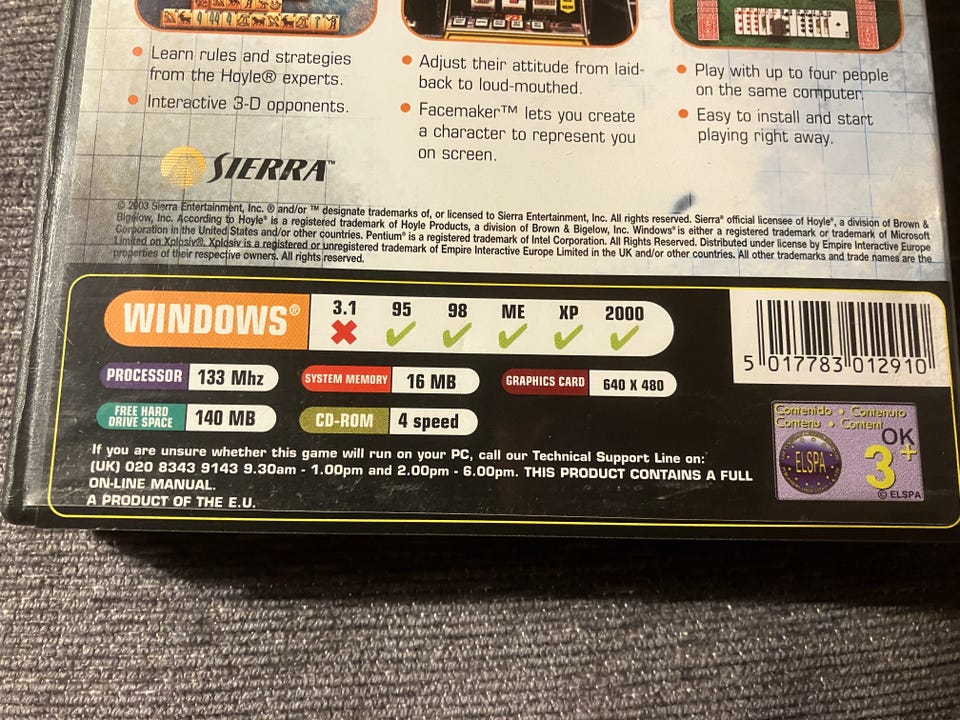 Learn rules and strategies
from the Hoyle® experts.
Interactive 3-D opponents.
Adjust their attitude from laid-
back to loud-mouthed.
Facemaker™ lets you create
a character to represent you
on screen.
Play with up to four people
on the same computer.
Easy to install and start
playing right away.
SIERRA™
© 2003 Sierra Entertainment, Inc. ® and/or ™ designate trademarks of, or licensed to Sierra Entertainment, Inc. All rights reserved. Sierra® official licensee of Hoyle®, a division of Brown &
Bigelow, Inc. According to Hoyle® is a registered trademark of Hoyle Products, a division of Brown & Bigelow, Inc. Windows® is either a registered trademark or trademark of Microsoft
Corporation in the United States and/or other countries. Pentium® is a registered trademark of Intel Corporation. All Rights Reserved. Distributed under license by Empire Interactive Europe
Limited on Xplosiv®. Xplosiv is a registered or unregistered trademark of Empire Interactive Europe Limited in the UK and/or other countries. All other trademarks and trade names are the
properties of their respective owners. All rights reserved.
WINDOWS® 3.1 95 98 ME XP 2000
PROCESSOR 133 Mhz SYSTEM MEMORY 16 MB GRAPHICS CARD 640 X 480
FREE HARD
DRIVE SPACE 140 MB CD-ROM 4 speed
If you are unsure whether this game will run on your PC, call our Technical Support Line on:
(UK) 020 8343 9143 9.30am - 1.00pm and 2.00pm - 6.00pm. THIS PRODUCT CONTAINS A FULL
ON-LINE MANUAL.
A PRODUCT OF THE E.U.
5 017783 012910
Contenido • Contenuto
Contenu • Content
OK
ELSPA 3+
© ELSPA